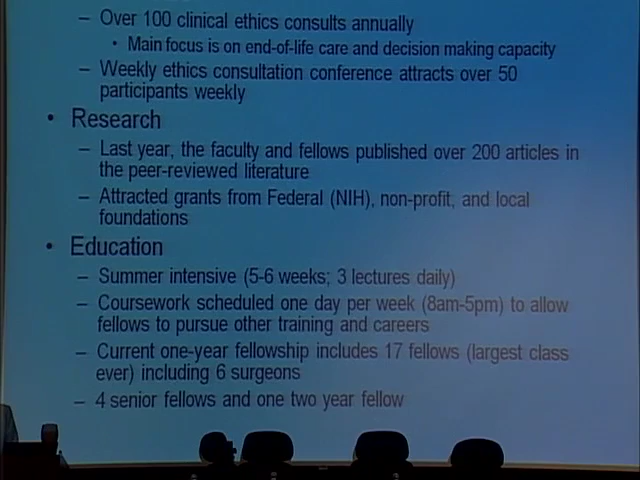 – Over 100 clinical ethics consults annually
• Main focus is on end-of-life care and decision making capacity
– Weekly ethics consultation conference attracts over 50
participants weekly
• Research
– Last year, the faculty and fellows published over 200 articles in
the peer-reviewed literature
– Attracted grants from Federal (NIH), non-profit, and local
foundations
• Education
– Summer intensive (5-6 weeks; 3 lectures daily)
– Coursework scheduled one day per week (8am-5pm) to allow
fellows to pursue other training and careers
– Current one-year fellowship includes 17 fellows (largest class
ever) including 6 surgeons
– 4 senior fellows and one two year fellow